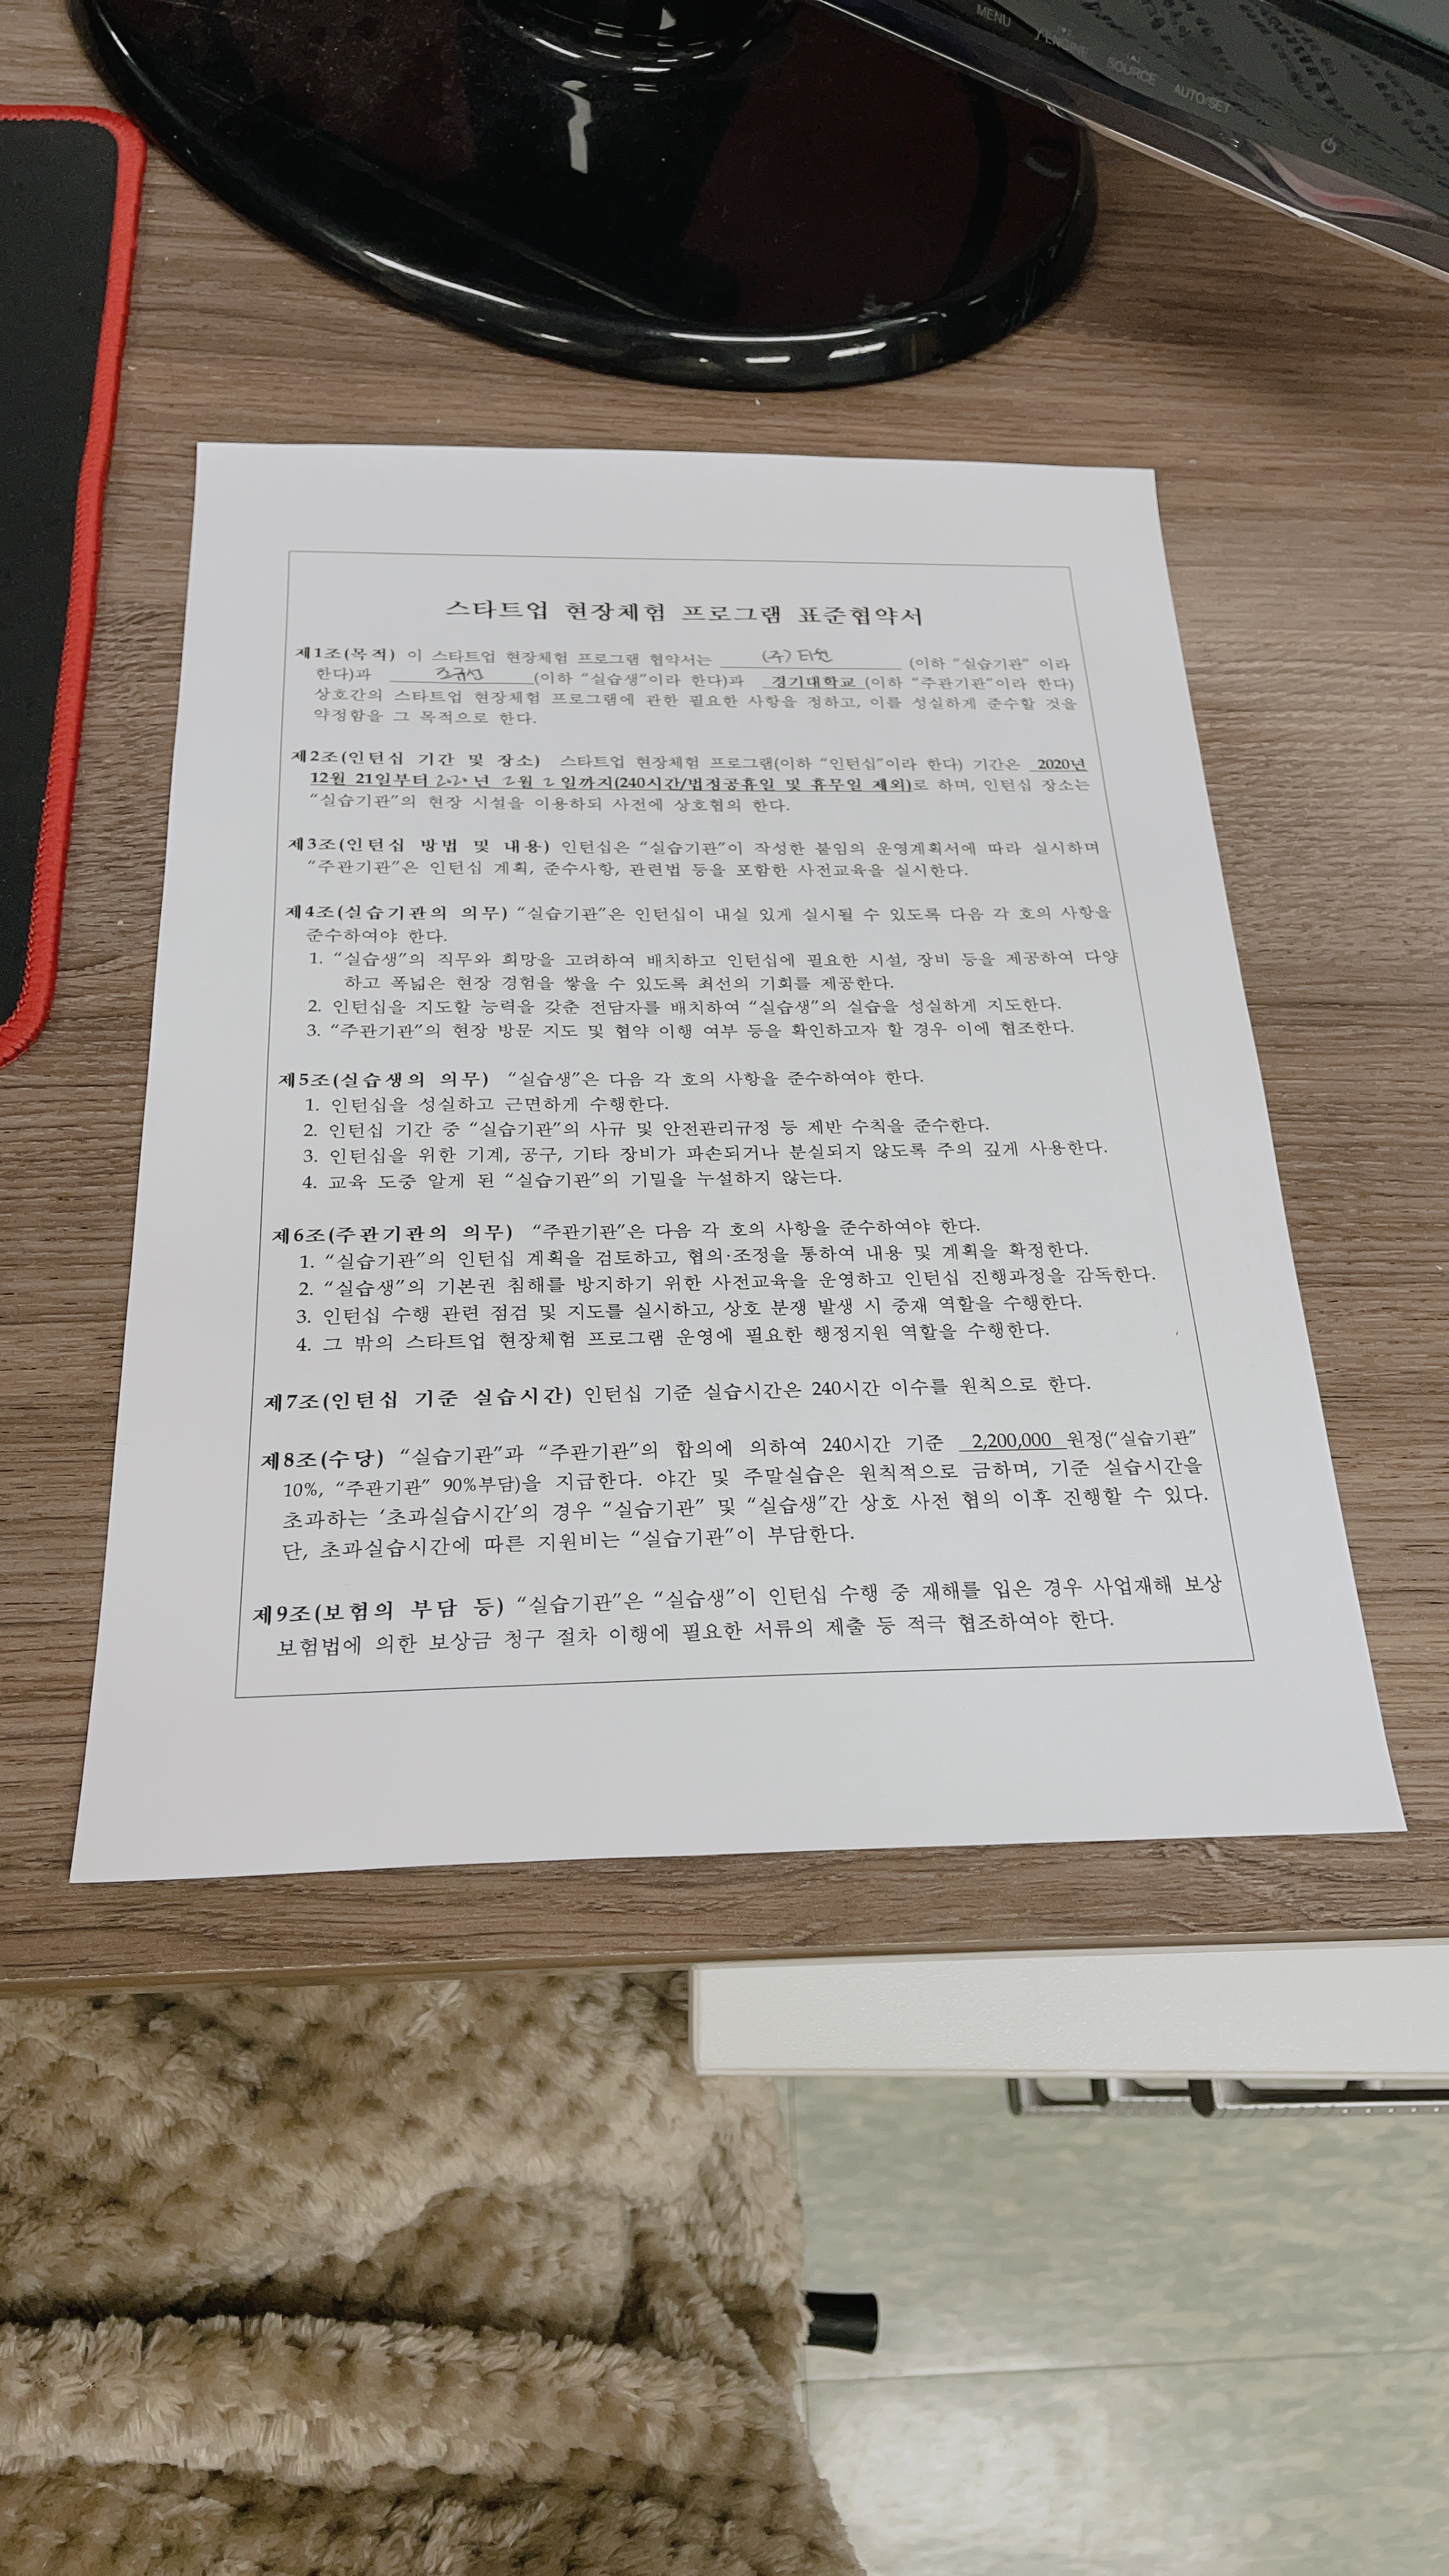 MENU
SOURCE
AUTO/SET
스타트업 현장체험 프로그램 표준협약서
제1조(목적) 이 스타트업 현장체험 프로그램 협약서는 (주) 티썬 (이하 “실습기관” 이라
한다)과 (이하 “실습생”이라 한다)과 경기대학교 (이하 “주관기관”이라 한다)
상호간의 스타트업 현장체험 프로그램에 관한 필요한 사항을 정하고, 이를 성실하게 준수할 것을
약정함을 그 목적으로 한다.
제2조(인턴십 기간 및 장소) 스타트업 현장체험 프로그램(이하 “인턴십”이라 한다) 기간은 2020년
12월 21일부터 년 2월 2일까지(240시간/법정공휴일 및 휴무일 제외)로 하며, 인턴십 장소는
“실습기관”의 현장 시설을 이용하되 사전에 상호협의 한다.
제3조(인턴십 방법 및 내용) 인턴십은 “실습기관”이 작성한 붙임의 운영계획서에 따라 실시하며
“주관기관”은 인턴십 계획, 준수사항, 관련법 등을 포함한 사전교육을 실시한다.
제4조(실습기관의 의무) “실습기관”은 인턴십이 내실 있게 실시될 수 있도록 다음 각 호의 사항을
준수하여야 한다.
1. “실습생”의 직무와 희망을 고려하여 배치하고 인턴십에 필요한 시설, 장비 등을 제공하여 다양
하고 폭넓은 현장 경험을 쌓을 수 있도록 최선의 기회를 제공한다.
2. 인턴십을 지도할 능력을 갖춘 전담자를 배치하여 “실습생”의 실습을 성실하게 지도한다.
3. “주관기관”의 현장 방문 지도 및 협약 이행 여부 등을 확인하고자 할 경우 이에 협조한다.
제5조(실습생의 의무) “실습생”은 다음 각 호의 사항을 준수하여야 한다.
1. 인턴십을 성실하고 근면하게 수행한다.
2. 인턴십 기간 중 “실습기관”의 사규 및 안전관리규정 등 제반 수칙을 준수한다.
3. 인턴십을 위한 기계, 공구, 기타 장비가 파손되거나 분실되지 않도록 주의 깊게 사용한다.
4. 교육 도중 알게 된 “실습기관”의 기밀을 누설하지 않는다.
제6조(주관기관의 의무) “주관기관”은 다음 각 호의 사항을 준수하여야 한다.
1. “실습기관”의 인턴십 계획을 검토하고, 협의·조정을 통하여 내용 및 계획을 확정한다.
2. “실습생”의 기본권 침해를 방지하기 위한 사전교육을 운영하고 인턴십 진행과정을 감독한다.
3. 인턴십 수행 관련 점검 및 지도를 실시하고, 상호 분쟁 발생 시 중재 역할을 수행한다.
4. 그 밖의 스타트업 현장체험 프로그램 운영에 필요한 행정지원 역할을 수행한다.
제7조(인턴십 기준 실습시간) 인턴십 기준 실습시간은 240시간 이수를 원칙으로 한다.
제8조(수당) “실습기관”과 “주관기관”의 합의에 의하여 240시간 기준 2,200,000 원정(“실습기관”
10%, “주관기관” 90%부담)을 지급한다. 야간 및 주말실습은 원칙적으로 금하며, 기준 실습시간을
초과하는 ‘초과실습시간’의 경우 “실습기관” 및 “실습생”간 상호 사전 협의 이후 진행할 수 있다.
단, 초과실습시간에 따른 지원비는 “실습기관”이 부담한다.
제9조(보험의 부담 등) “실습기관”은 “실습생”이 인턴십 수행 중 재해를 입은 경우 사업재해 보상
보험법에 의한 보상금 청구 절차 이행에 필요한 서류의 제출 등 적극 협조하여야 한다.